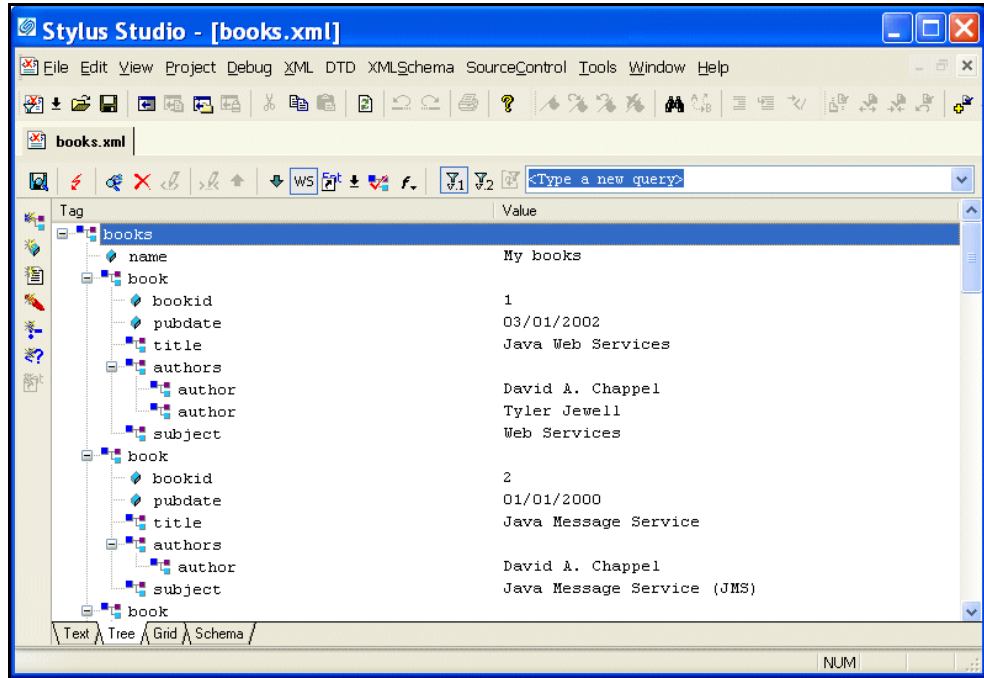 Stylus Studio - [books.xml]
File Edit View Project Debug XML DTD XMLSchema SourceControl Tools Window Help
books.xml
WS f. 1 2 <Type a new query>
Tag Value
books
name My books
book
bookid 1
pubdate 03/01/2002
title Java Web Services
authors
author David A. Chappel
author Tyler Jewell
subject Web Services
book
bookid 2
pubdate 01/01/2000
title Java Message Service
authors
author David A. Chappel
subject Java Message Service (JMS)
book
Text Tree Grid Schema
NUM